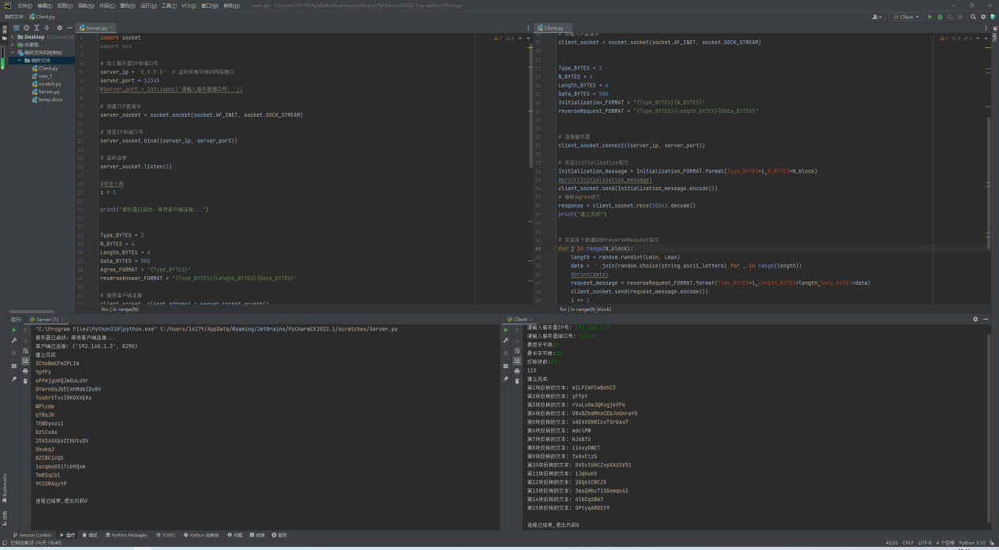 文件(F) 编辑(E) 视图(V) 导航(N) 代码(C) 重构(R) 运行(U) 工具(T) VCS(S) 窗口(W) 帮助(H) main.py - C:\Users\14179\AppData\Roaming\JetBrains\PyCharmCE2022.1\scratches\Client.py
临时文件 Client.py
Client
Desktop C:\Users\14
外部库
临时文件和控制台
临时文件
Client.py
new_1
scratch.py
Server.py
temp.docx
Server.py
import socket
import sys
# 定义服务器IP和端口号
server_ip = '0.0.0.0' # 监听所有可用的网络接口
server_port = 12345
#server_port = int(input('请输入服务器端口号: '))
# 创建TCP套接字
server_socket = socket.socket(socket.AF_INET, socket.SOCK_STREAM)
# 绑定IP和端口号
server_socket.bind((server_ip, server_port))
# 监听连接
server_socket.listen(1)
#发送个数
i = 1
print("服务器已启动，等待客户端连接...")
Type_BYTES = 2
N_BYTES = 4
Length_BYTES = 4
Data_BYTES = 500
Agree_FORMAT = "{Type_BYTES}"
reverseAnswer_FORMAT = "{Type_BYTES}{Length_BYTES}{Data_BYTES}"
# 接受客户端连接
client_socket, client_address = server_socket.accept()
for j in range(N)
Client.py
# 创建TCP套接字
client_socket = socket.socket(socket.AF_INET, socket.SOCK_STREAM)
Type_BYTES = 2
N_BYTES = 4
Length_BYTES = 4
Data_BYTES = 500
Initialization_FORMAT = "{Type_BYTES}{N_BYTES}"
reverseRequest_FORMAT = "{Type_BYTES}{Length_BYTES}{Data_BYTES}"
# 连接服务器
client_socket.connect((server_ip, server_port))
# 发送Initialization报文
Initialization_message = Initialization_FORMAT.format(Type_BYTES=i,N_BYTES=N_block)
#print(Initialization_message)
client_socket.send(Initialization_message.encode())
# 接收agree报文
response = client_socket.recv(1024).decode()
print("建立完成")
# 发送各个数据块的reverseRequest报文
for j in range(N_block):
length = random.randint(Lmin, Lmax)
data = ''.join(random.choice(string.ascii_letters) for _ in range(length))
#print(data)
request_message = reverseRequest_FORMAT.format(Type_BYTES=i,Length_BYTES=length,Data_BYTES=data)
client_socket.send(request_message.encode())
i += 1
for j in range(N_block)
运行: Server (1)
"C:\Program Files\Python310\python.exe" C:/Users/14179/AppData/Roaming/JetBrains/PyCharmCE2022.1/scratches/Server.py
服务器已启动，等待客户端连接...
客户端已连接: ('192.168.1.3', 8290)
建立完成
3ChoBwCFmZPLIm
YpfFy
6PfejguKQJwOuLuVr
0YarnOoJbECohMdbZDvBV
7uxbrSTvcIRKOXXEAx
WPlcdw
UTBsJH
TEWDyxoii
GzlCvAx
15VSzAXpxZCHUtvDV
5kukqJ
8ZCBCinQG
14cqmoGSiTcbHQsm
7mBSqCbl
9tCDRAqytP
进程已结束,退出代码0
Client
请输入服务器IP号: 192.168.1.2
请输入服务器端口号: 12345
最短字节数:
最长字节数:
反转块数:15
115
建立完成
第1块反转的文本: mILPZmFCwBohC3
第2块反转的文本: yFfpY
第3块反转的文本: rVuLuOwJQKugjefP6
第4块反转的文本: VBvDZbdMhoCEbJoOnraY0
第5块反转的文本: xAEXXOKRIcvTSrbxu7
第6块反转的文本: wdclPW
第7块反转的文本: HJsBTU
第8块反转的文本: iioxyDWET
第9块反转的文本: 7xAvClzG
第10块反转的文本: 0VDvtUHCZxpXAzSV51
第11块反转的文本: 1Jqkuk5
第12块反转的文本: 2GQniCBCZ8
第13块反转的文本: 3msQHbcTiSGomqc41
第14块反转的文本: 4lbCqSBm7
第15块反转的文本: 5PtyqARDCt9
进程已结束,退出代码0
Bookmarks
结构
Version Control 运行 调试 Python Packages TODO Python 控制台 问题 终端 服务
已到达断点 (今天 18:40) 43:25 CRLF UTF-8 4 个空格 Python 3.10